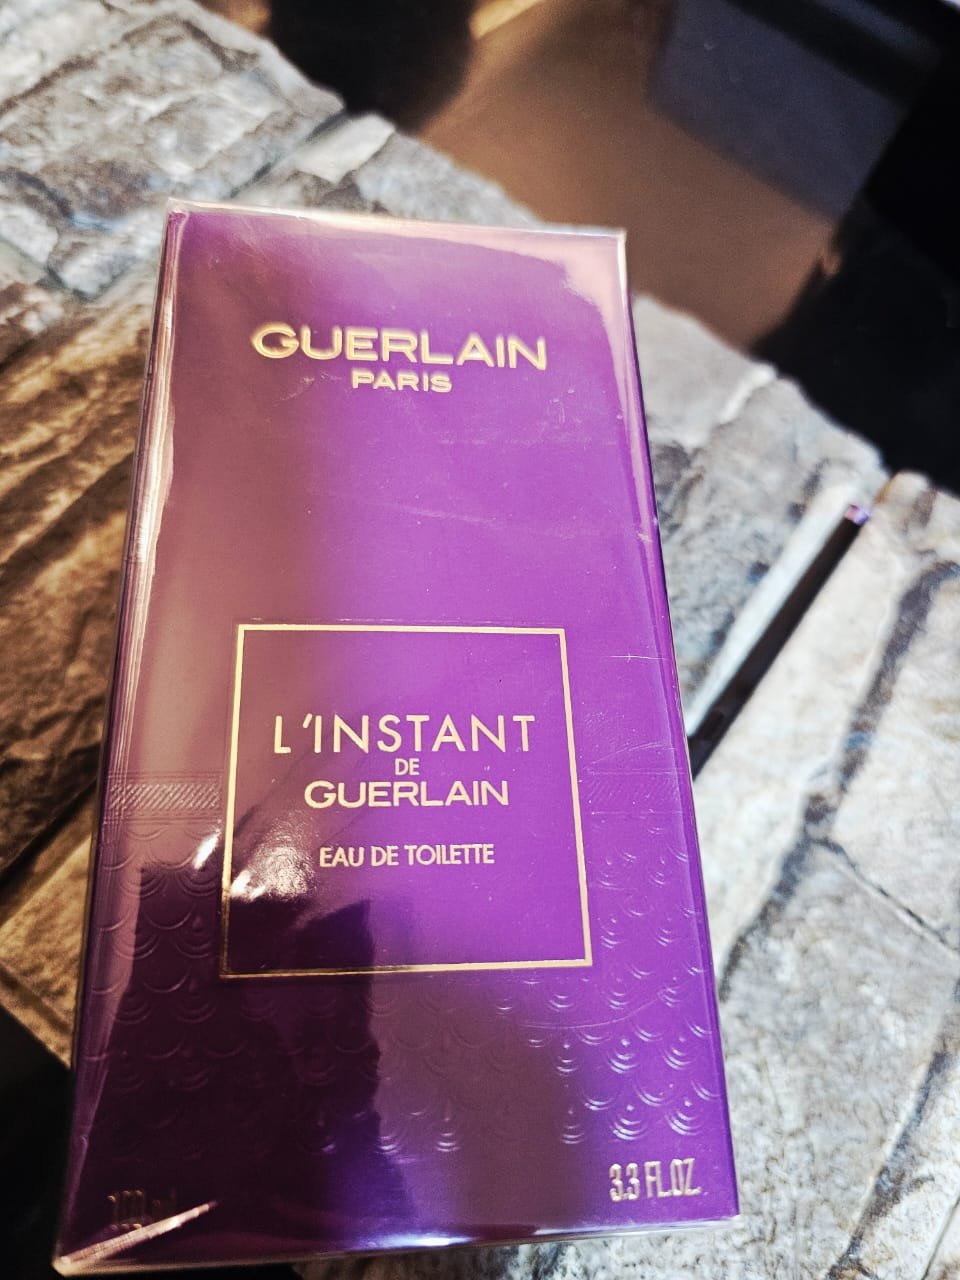 GUERLAIN
PARIS
L'INSTANT
DE
GUERLAIN
EAU DE TOILETTE
3.3 FL.OZ.